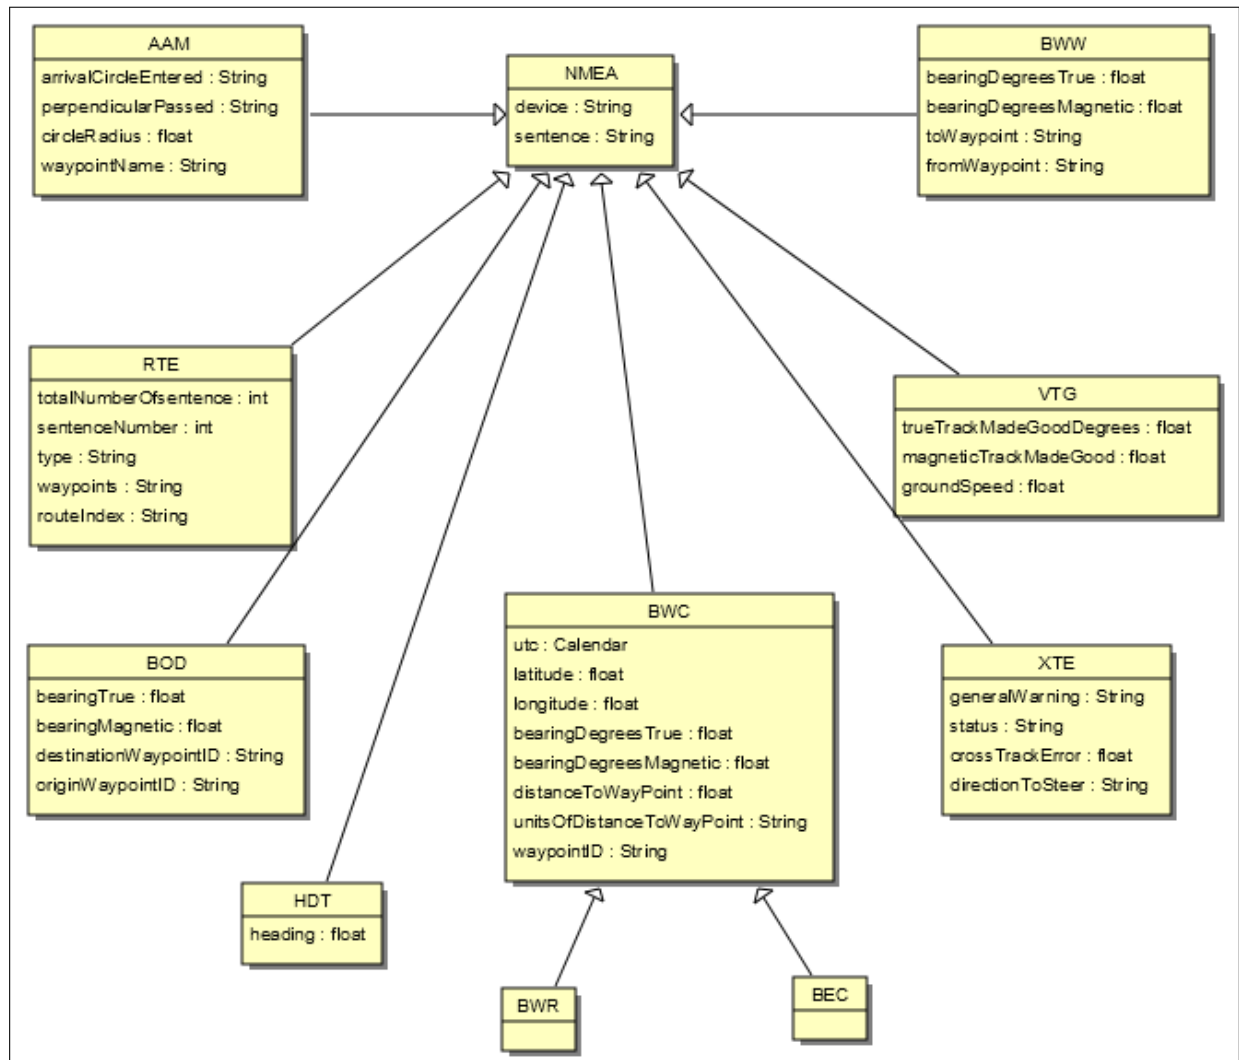 AAM
arrivalCircleEntered : String
perpendicularPassed : String
circleRadius : float
waypointName : String
NMEA
device : String
sentence : String
BWW
bearingDegreesTrue : float
bearingDegreesMagnetic : float
toWaypoint : String
fromWaypoint : String
RTE
totalNumberOfsentence : int
sentenceNumber : int
type : String
waypoints : String
routeIndex : String
VTG
trueTrackMadeGoodDegrees : float
magneticTrackMadeGood : float
groundSpeed : float
BOD
bearingTrue : float
bearingMagnetic : float
destinationWaypointID : String
originWaypointID : String
BWC
utc : Calendar
latitude : float
longitude : float
bearingDegreesTrue : float
bearingDegreesMagnetic : float
distanceToWayPoint : float
unitsOfDistanceToWayPoint : String
waypointID : String
XTE
generalWarning : String
status : String
crossTrackError : float
directionToSteer : String
HDT
heading : float
BWR
BEC